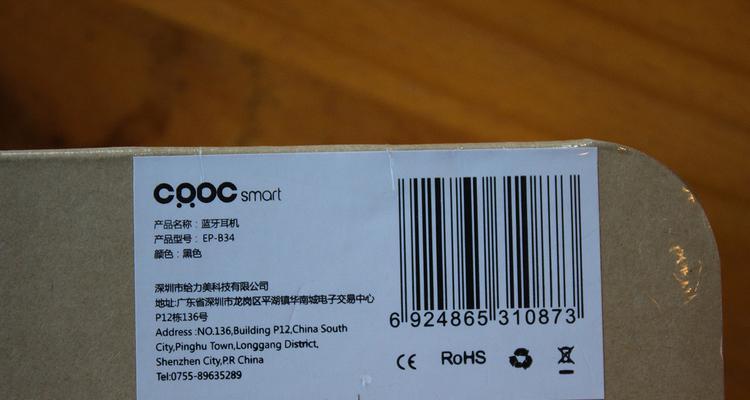 COOC smart
产品名称：蓝牙耳机
产品型号：EP-B34
颜色：黑色
深圳市给力美科技有限公司
地址:广东省深圳市龙岗区平湖镇华南城电子交易中心
P12栋136号
Address :NO.136,Building P12,China South
City,Pinghu Town,Longgang District,
Shenzhen City,P.R China
Tel:0755-89635289
6 924865 310873
CE RoHS